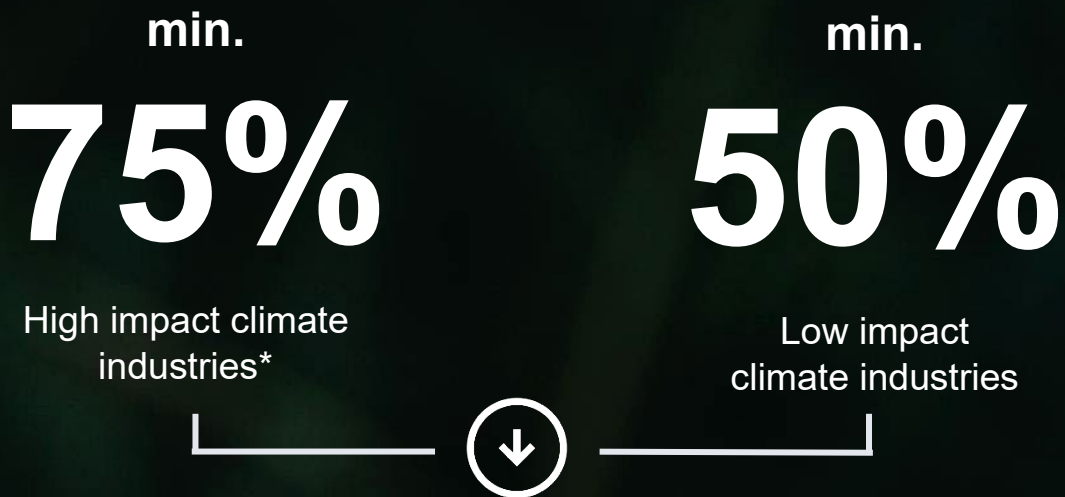 min.
75%
High impact climate
industries*
min.
50%
Low impact
climate industries